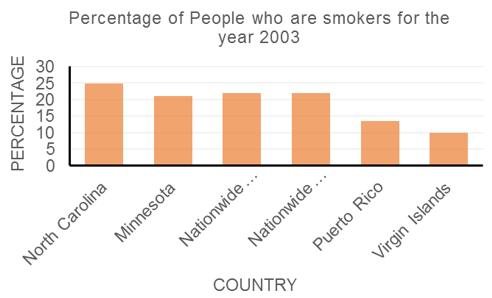 Percentage of People who are smokers for the
year 2003
PERCENTAGE
30
25
20
15
10
5
0
North Carolina
Minnesota
Nationwide ...
Nationwide ...
Puerto Rico
Virgin Islands
COUNTRY